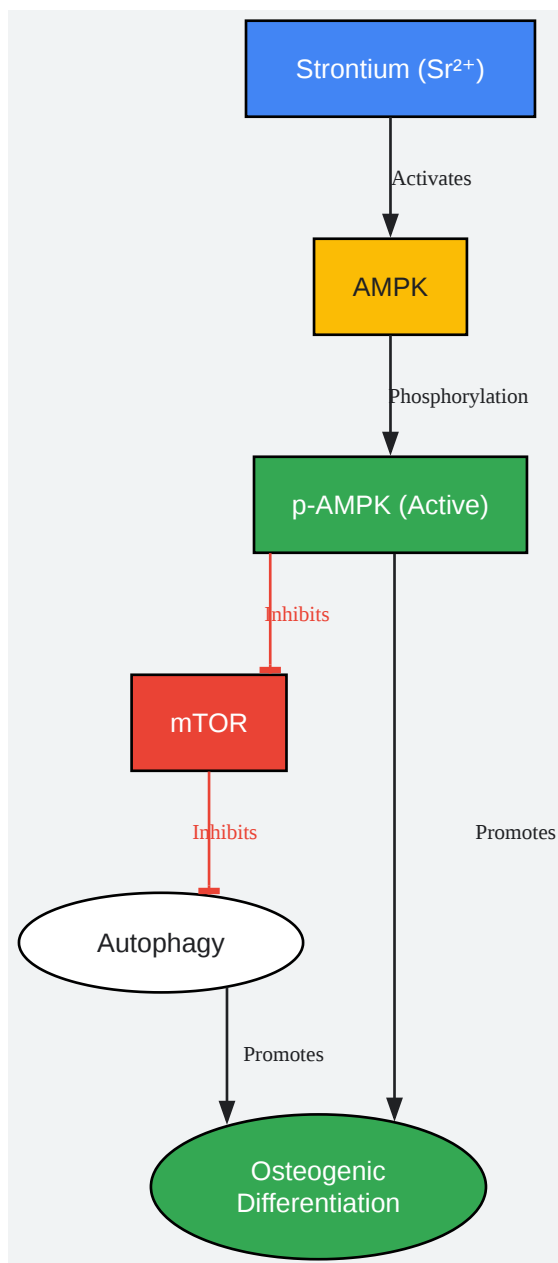 Strontium (Sr²⁺)
Activates
AMPK
Phosphorylation
p-AMPK (Active)
Inhibits
mTOR
Inhibits
Promotes
Autophagy
Promotes
Osteogenic
Differentiation